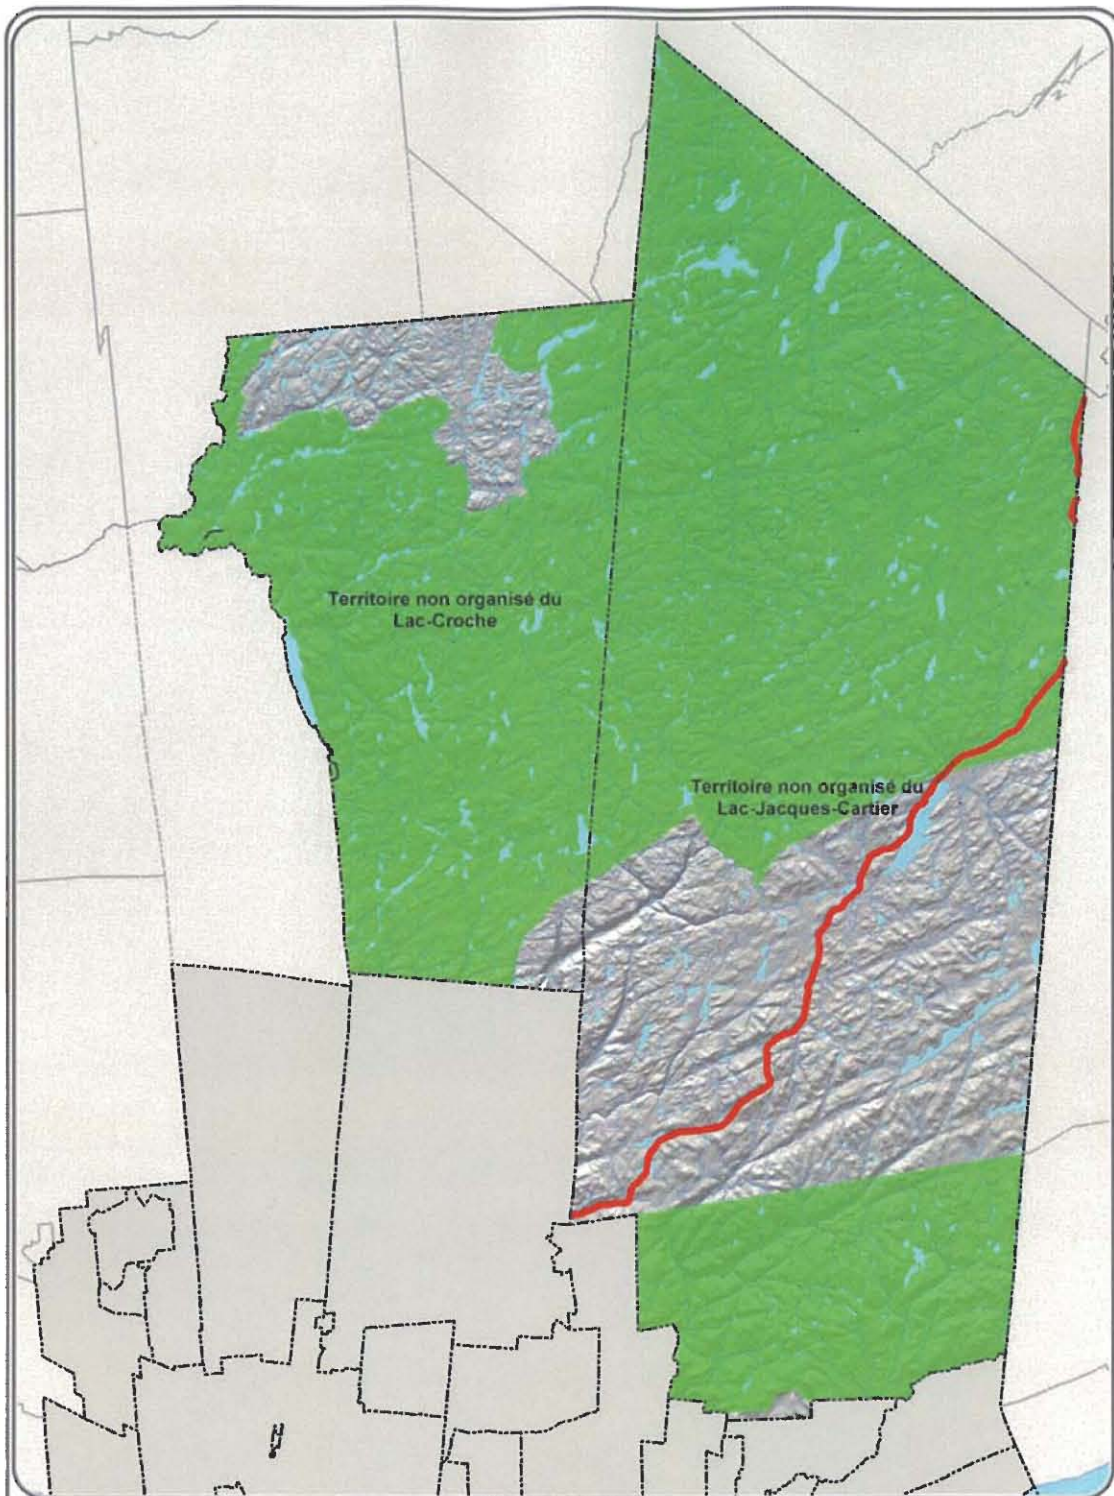 Territoire non organisé du
Lac-Croche
Territoire non organisé du
Lac-Jacques-Cartier